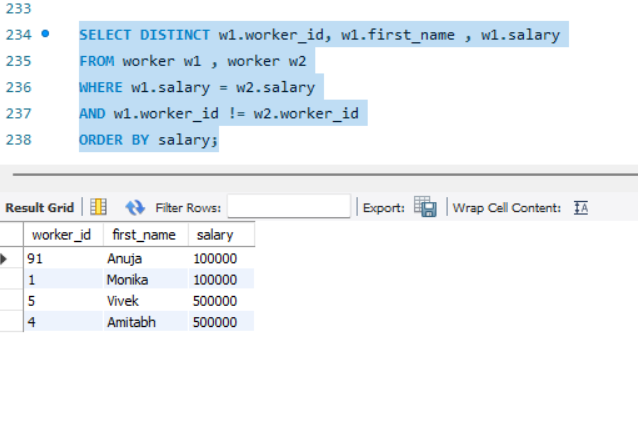 233
234 SELECT DISTINCT w1.worker_id, w1.first_name , w1.salary
235 FROM worker w1 , worker w2
236 WHERE w1.salary = w2.salary
237 AND w1.worker_id != w2.worker_id
238 ORDER BY salary;
Result Grid Filter Rows: Export: Wrap Cell Content: IA
worker_id first_name salary
91 Anuja 100000
1 Monika 100000
5 Vivek 500000
4 Amitabh 500000